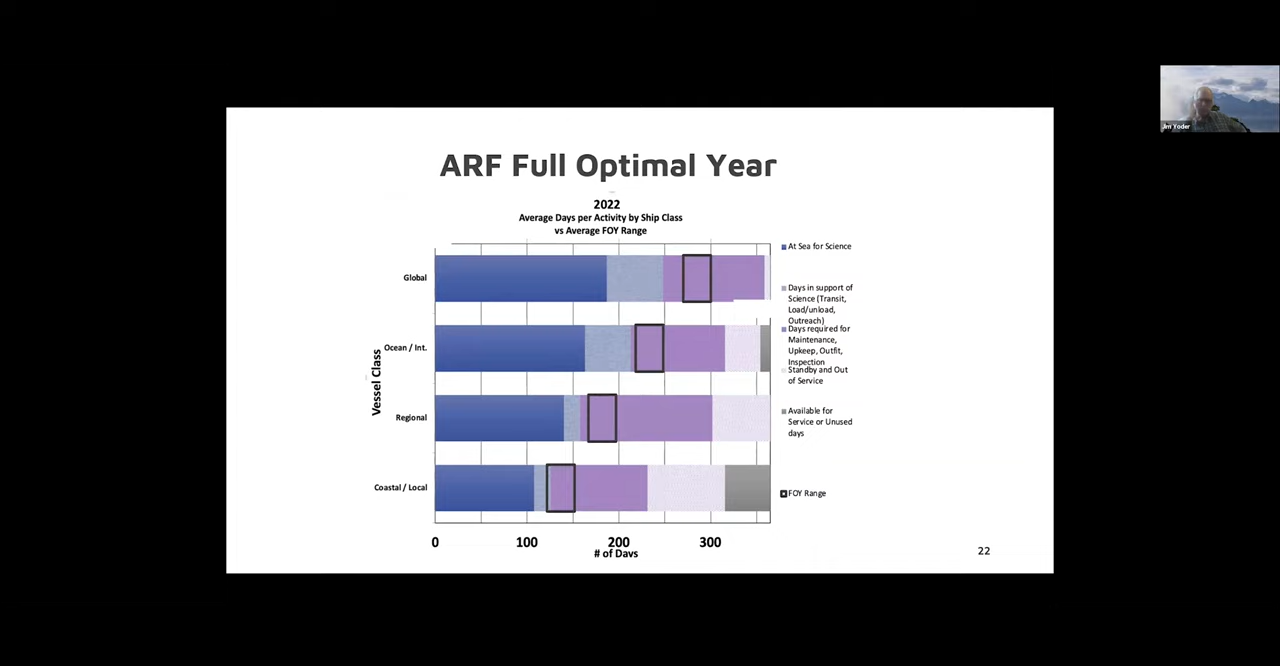 ARF Full Optimal Year
2022
Average Days per Activity by Ship Class
vs Average FOY Range
Global
Ocean / Int.
Regional
Coastal / Local
Vessel Class
0 100 200 300
# of Days
At Sea for Science
Days in support of
Science (Transit,
Load/unload,
Outreach)
Days required for
Maintenance,
Upkeep, Outfit,
Inspection
Standby and Out
of Service
Available for
Service or Unused
days
FOY Range
22
Jim Yoder